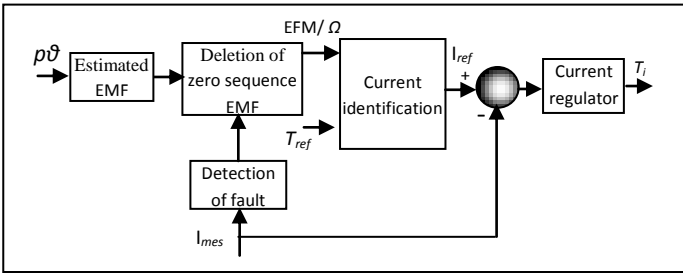 pϑ
Estimated
EMF
Deletion of
zero sequence
EMF
EFM/ Ω
T_ref
Current
identification
I_ref
+
-
Current
regulator
T_i
Detection
of fault
I_mes